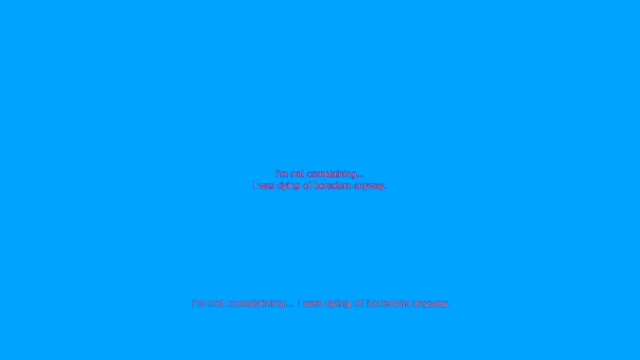 I'm not complaining...
I was dying of boredom anyway.
I'm not complaining... I was dying of boredom anyway.